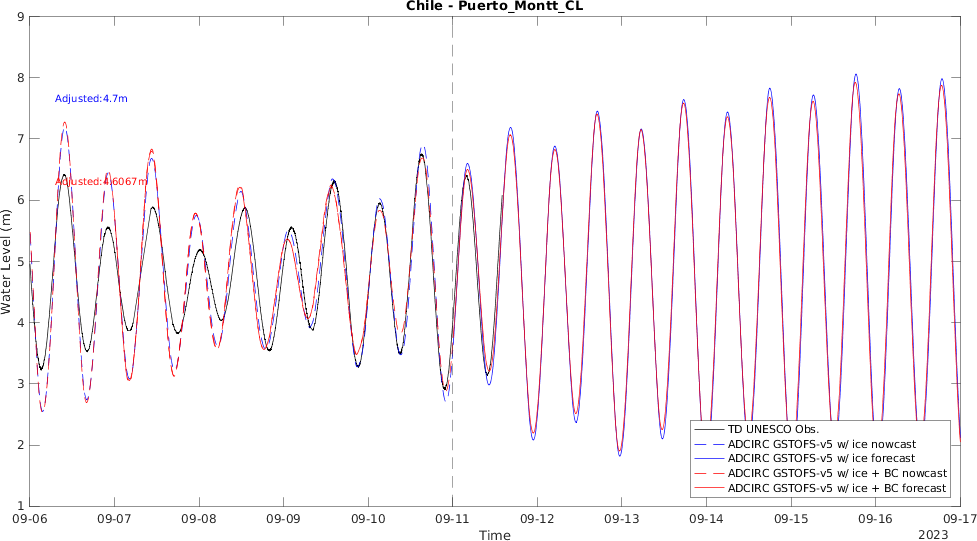 Chile - Puerto_Montt_CL
9
8
7
6
5
4
3
2
1
Water Level (m)
Adjusted:4.7m
Adjusted:4.6067m
TD UNESCO Obs.
ADCIRC GSTOFS-v5 w/ ice nowcast
ADCIRC GSTOFS-v5 w/ ice forecast
ADCIRC GSTOFS-v5 w/ ice + BC nowcast
ADCIRC GSTOFS-v5 w/ ice + BC forecast
09-06 09-07 09-08 09-09 09-10 09-11 09-12 09-13 09-14 09-15 09-16 09-17
Time
2023